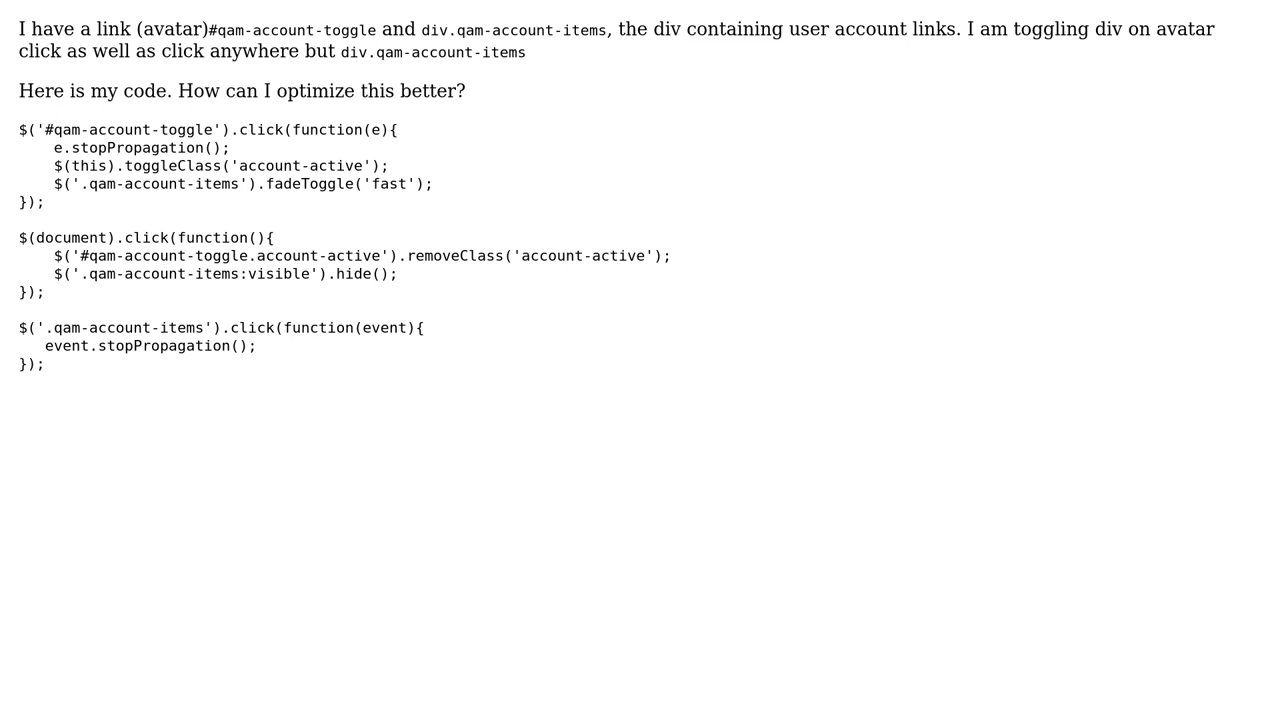 I have a link (avatar)#qam-account-toggle and div.qam-account-items, the div containing user account links. I am toggling div on avatar
click as well as click anywhere but div.qam-account-items
Here is my code. How can I optimize this better?
$('#qam-account-toggle').click(function(e){
    e.stopPropagation();
    $(this).toggleClass('account-active');
    $('.qam-account-items').fadeToggle('fast');
});
$(document).click(function(){
    $('#qam-account-toggle.account-active').removeClass('account-active');
    $('.qam-account-items:visible').hide();
});
$('.qam-account-items').click(function(event){
   event.stopPropagation();
});